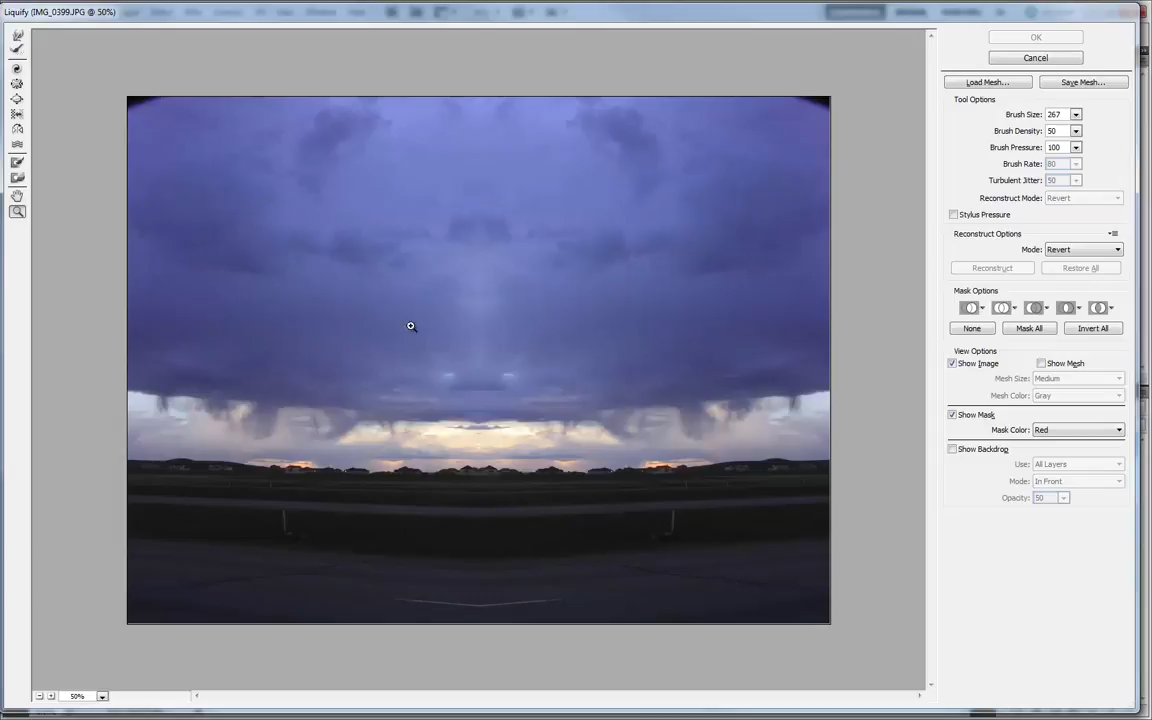 Liquify (IMG_0399.JPG @ 50%)
OK
Cancel
Load Mesh...
Save Mesh...
Tool Options
Brush Size: 267
Brush Density: 50
Brush Pressure: 100
Brush Rate: 80
Turbulent Jitter: 50
Reconstruct Mode: Revert
Stylus Pressure
Reconstruct Options
Mode: Revert
Reconstruct
Restore All
Mask Options
None
Mask All
Invert All
View Options
Show Image
Show Mesh
Mesh Size: Medium
Mesh Color: Gray
Show Mask
Mask Color: Red
Show Backdrop
Use: All Layers
Mode: In Front
Opacity: 50
50%